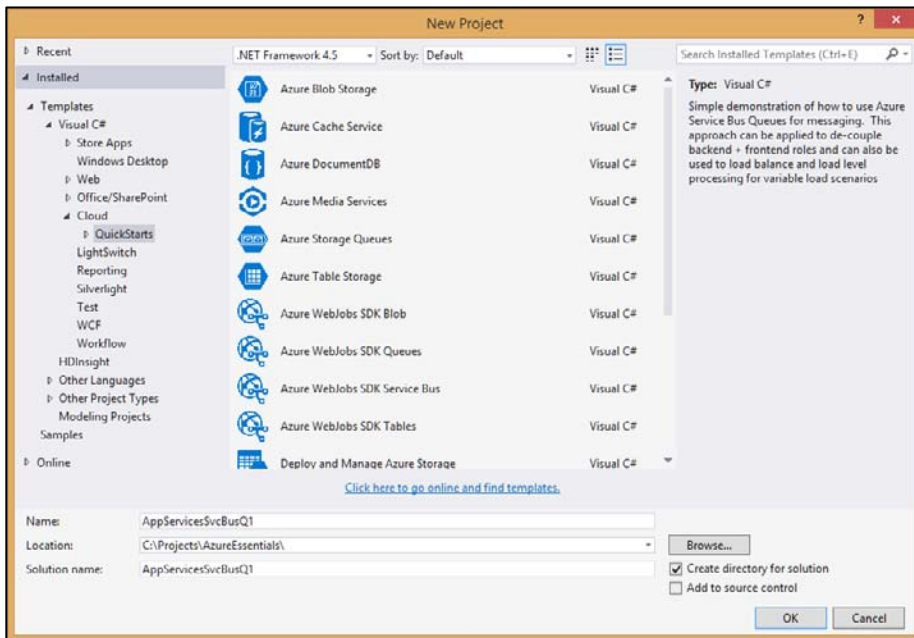 New Project
? ×
Recent
.NET Framework 4.5 Sort by: Default
Search Installed Templates (Ctrl+E)
Installed
Templates
Visual C#
Store Apps
Windows Desktop
Web
Office/SharePoint
Cloud
QuickStarts
LightSwitch
Reporting
Silverlight
Test
WCF
Workflow
HDInsight
Other Languages
Other Project Types
Modeling Projects
Samples
Online
Azure Blob Storage Visual C#
Azure Cache Service Visual C#
Azure DocumentDB Visual C#
Azure Media Services Visual C#
Azure Storage Queues Visual C#
Azure Table Storage Visual C#
Azure WebJobs SDK Blob Visual C#
Azure WebJobs SDK Queues Visual C#
Azure WebJobs SDK Service Bus Visual C#
Azure WebJobs SDK Tables Visual C#
Deploy and Manage Azure Storage Visual C#
Click here to go online and find templates.
Type: Visual C#
Simple demonstration of how to use Azure
Service Bus Queues for messaging. This
approach can be applied to de-couple
backend + frontend roles and can also be
used to load balance and load level
processing for variable load scenarios
Name: AppServicesSvcBusQ1
Location: C:\Projects\AzureEssentials\
Solution name: AppServicesSvcBusQ1
Browse...
Create directory for solution
Add to source control
OK Cancel